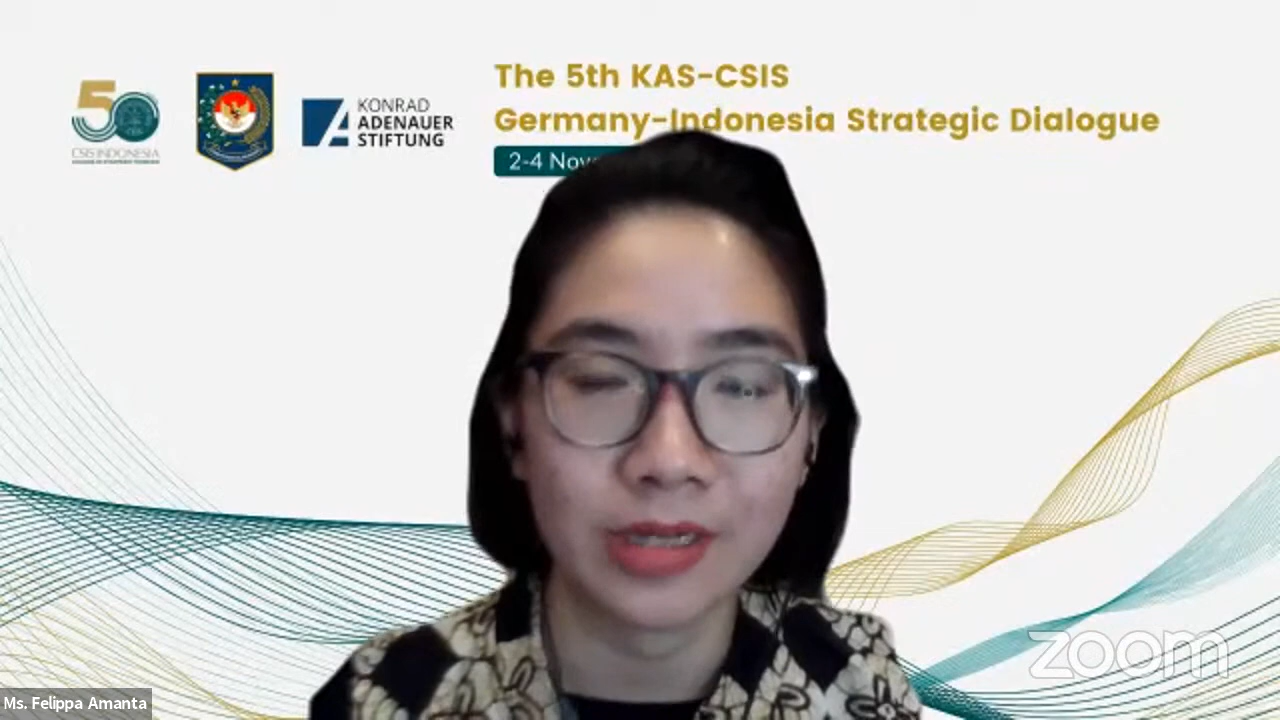 The 5th KAS-CSIS
Germany-Indonesia Strategic Dialogue
2-4 Nov
50
CSIS INDONESIA
KONRAD
ADENAUER
STIFTUNG
zoom
Ms. Felippa Amanta